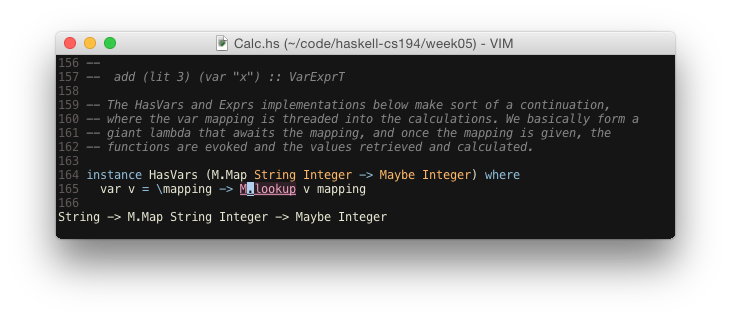 Calc.hs (~/code/haskell-cs194/week05) - VIM
156 --
157 --  add (lit 3) (var "x") :: VarExprT
158
159 -- The HasVars and Exprs implementations below make sort of a continuation,
160 -- where the var mapping is threaded into the calculations. We basically form a
161 -- giant lambda that awaits the mapping, and once the mapping is given, the
162 -- functions are evoked and the values retrieved and calculated.
163
164 instance HasVars (M.Map String Integer -> Maybe Integer) where
165   var v = \mapping -> M.lookup v mapping
166
String -> M.Map String Integer -> Maybe Integer